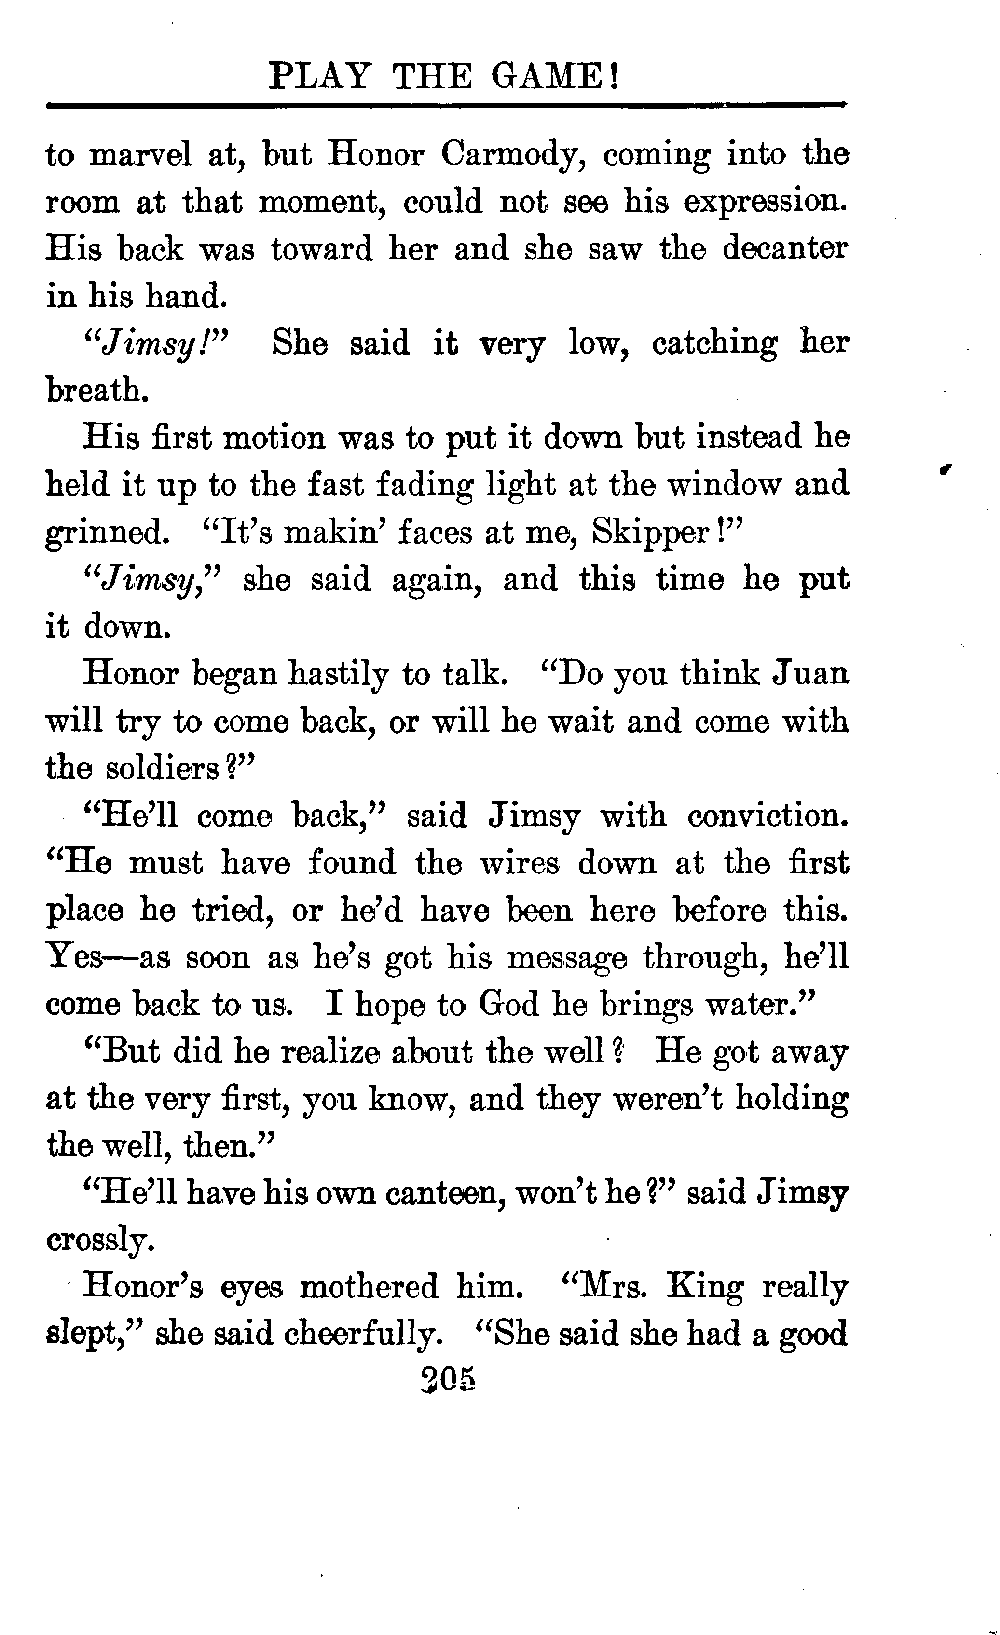 PLAY THE GAME!
to marvel at, but Honor Carmody, coming into the
room at that moment, could not see his expression.
His back was toward her and she saw the decanter
in his hand.
“Jimsy!” She said it very low, catching her
breath.
His first motion was to put it down but instead he
held it up to the fast fading light at the window and
grinned. “It’s makin’ faces at me, Skipper!”
“Jimsy,” she said again, and this time he put
it down.
Honor began hastily to talk. “Do you think Juan
will try to come back, or will he wait and come with
the soldiers?”
“He’ll come back,” said Jimsy with conviction.
“He must have found the wires down at the first
place he tried, or he’d have been here before this.
Yes—as soon as he’s got his message through, he’ll
come back to us. I hope to God he brings water.”
“But did he realize about the well? He got away
at the very first, you know, and they weren’t holding
the well, then.”
“He’ll have his own canteen, won’t he?” said Jimsy
crossly.
Honor’s eyes mothered him. “Mrs. King really
slept,” she said cheerfully. “She said she had a good
205